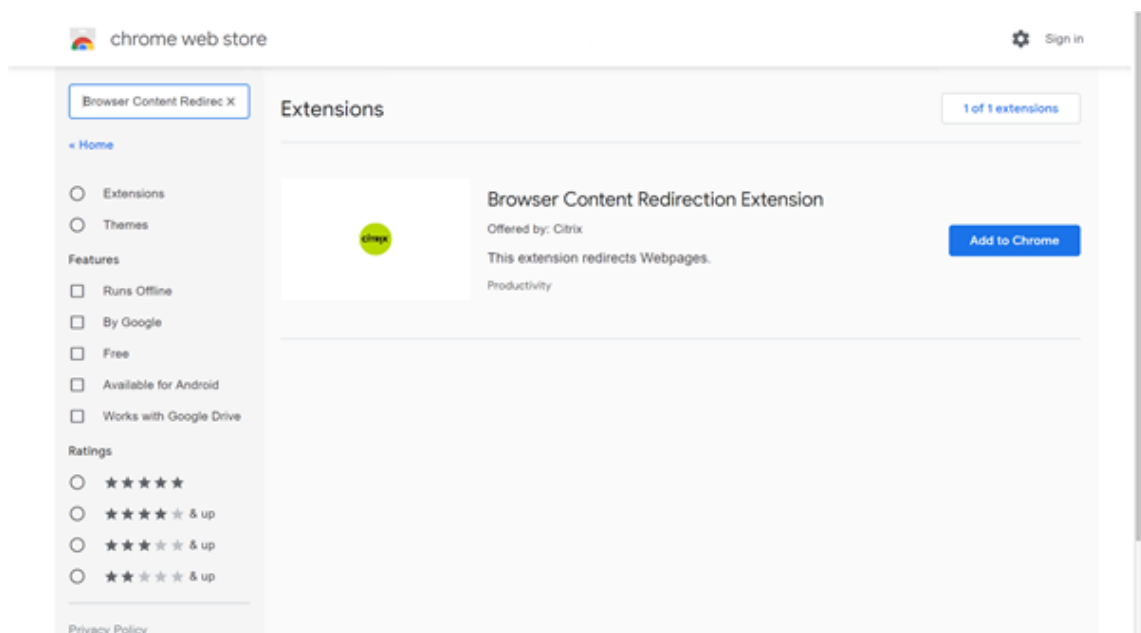 chrome web store
Sign in
Browser Content Redirec
Extensions
1 of 1 extensions
« Home
Extensions
Themes
Features
Runs Offline
By Google
Free
Available for Android
Works with Google Drive
Ratings
& up
& up
& up
Privacy Policy
citrix
Browser Content Redirection Extension
Offered by: Citrix
This extension redirects Webpages.
Productivity
Add to Chrome